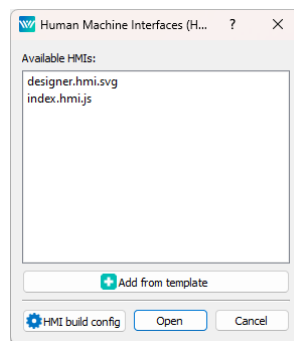 Human Machine Interfaces (H... ?
Available HMIs:
designer.hmi.svg
index.hmi.js
Add from template
HMI build config Open Cancel